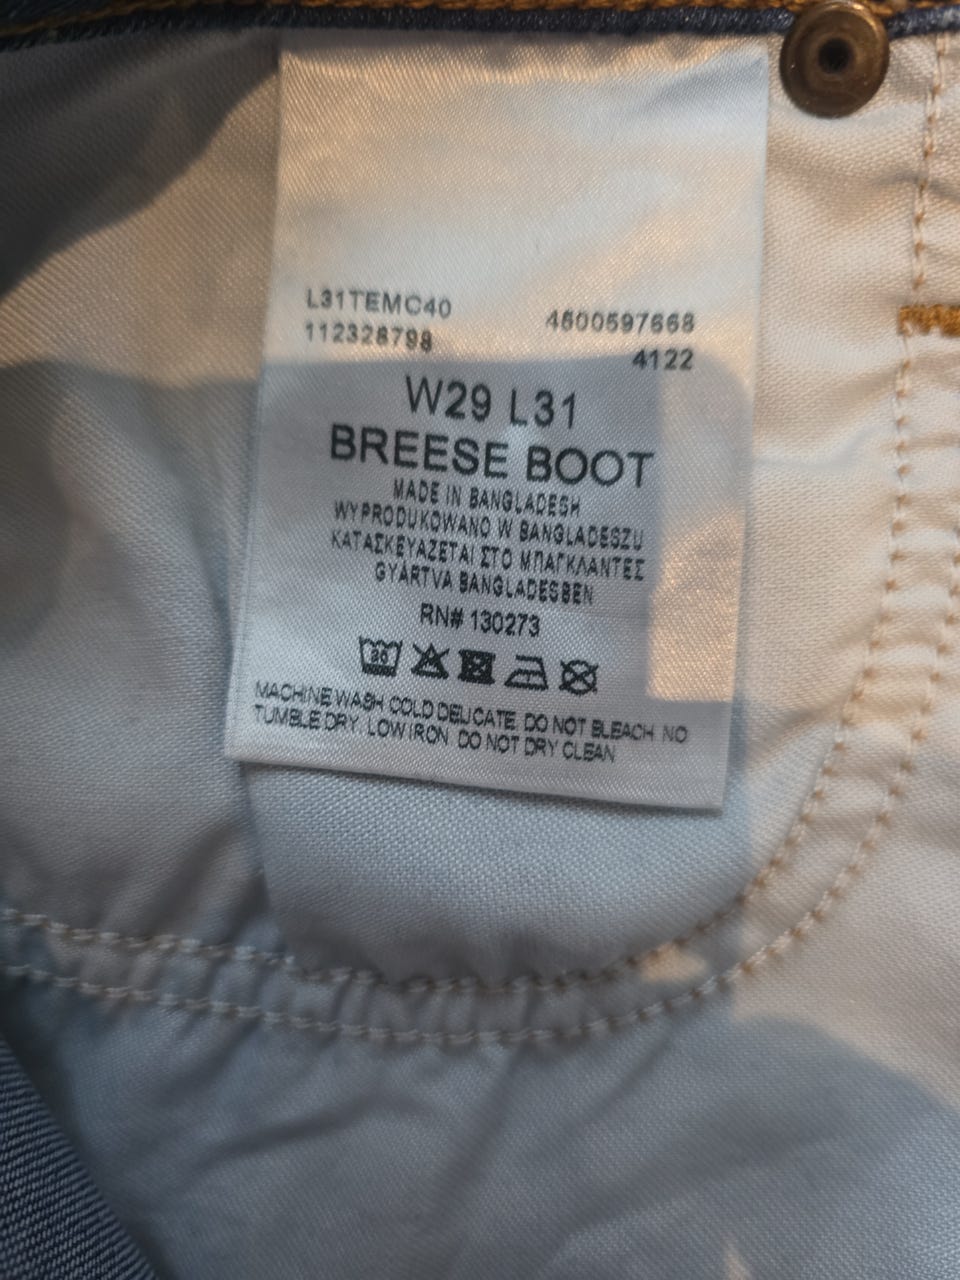 L31TEMC40
112328798
4600597668
4122
W29 L31
BREESE BOOT
MADE IN BANGLADESH
WYPRODUKOWANO W BANGLADESZU
ΚΑΤΑΣΚΕΥΑΖΕΤΑΙ ΣΤΟ ΜΠΑΓΚΛΑΝΤΕΣ
GYÁRTVA BANGLADESBEN
RN# 130273
30
MACHINE WASH COLD DELICATE. DO NOT BLEACH. NO
TUMBLE DRY. LOW IRON. DO NOT DRY CLEAN